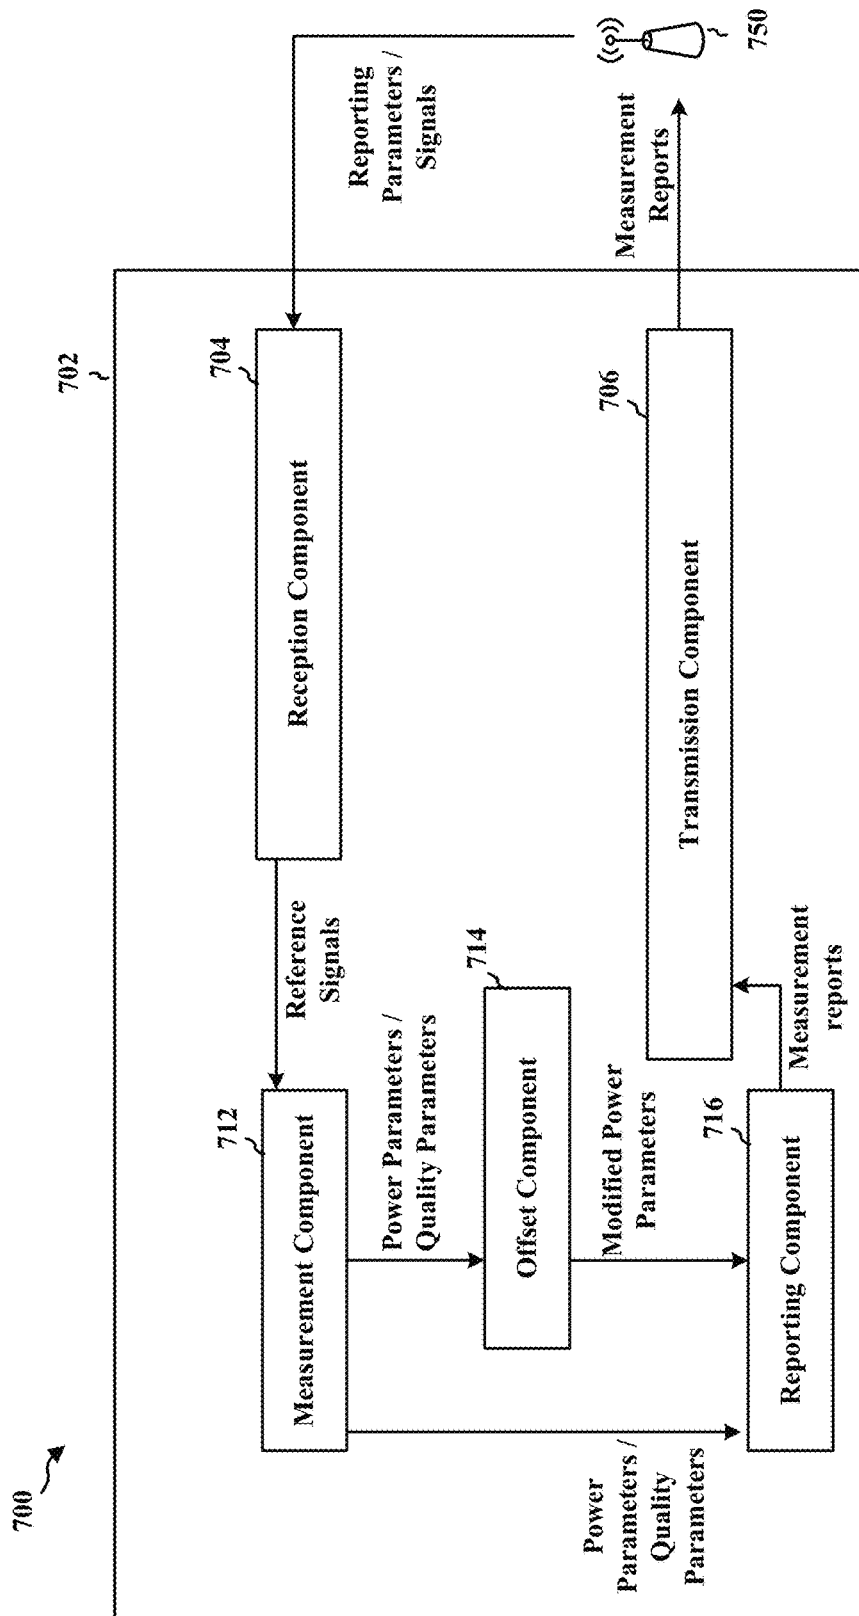 700
702
704
Reception Component
Reporting
Parameters /
Signals
750
Measurement
Reports
706
Transmission Component
Reference
Signals
712
Measurement Component
Power Parameters /
Quality Parameters
714
Offset Component
Modified Power
Parameters
Power
Parameters /
Quality
Parameters
716
Reporting Component
Measurement
reports